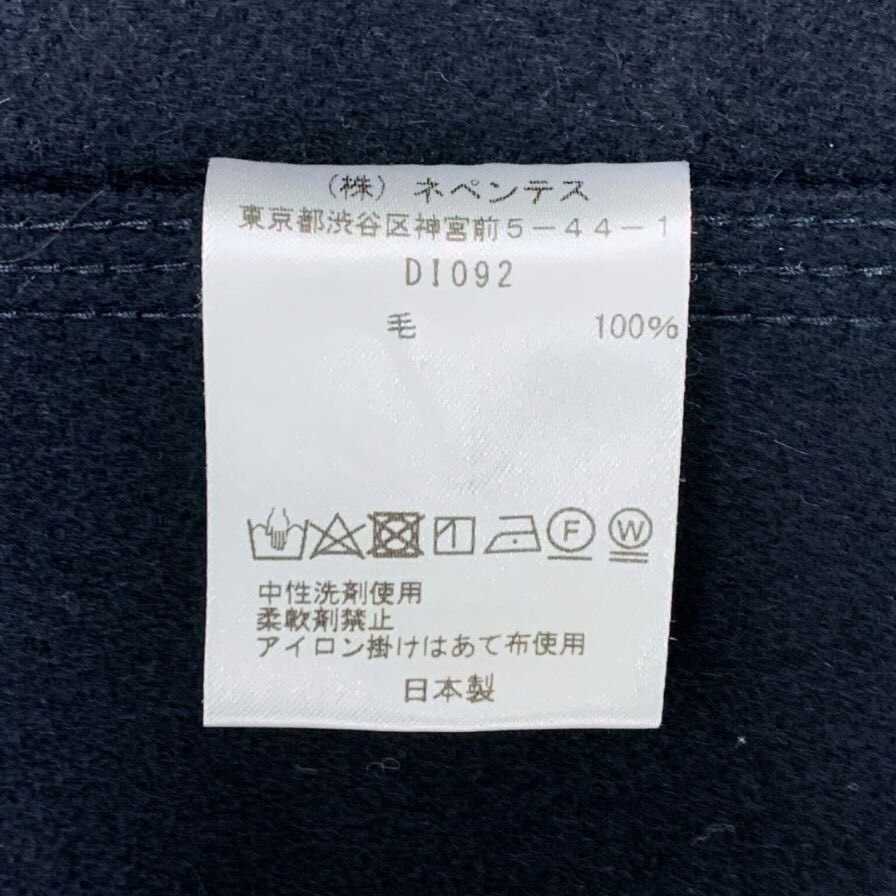 (株) ネペンテス
東京都渋谷区神宮前5-44-1
DI092
毛 100%
F W
中性洗剤使用
柔軟剤禁止
アイロン掛けはあて布使用
日本製